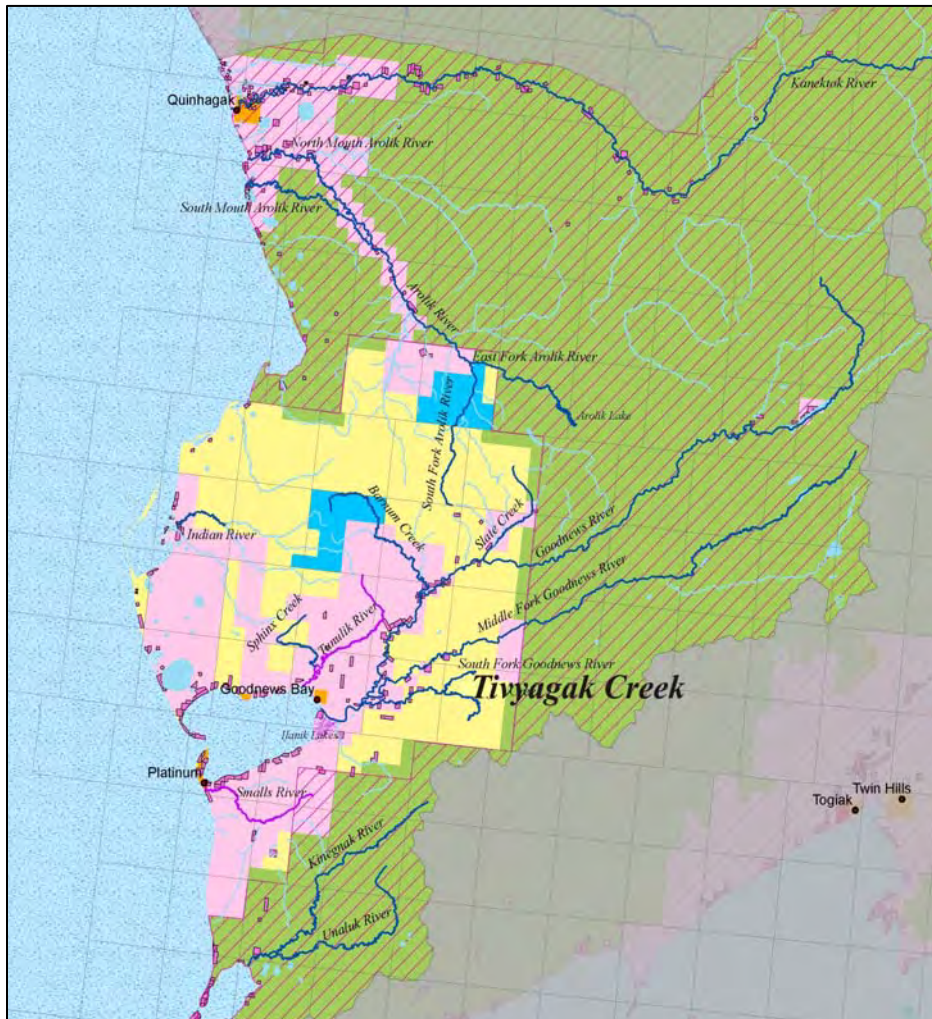 Kanektok River
Quinhagak
North Mouth Arolik River
South Mouth Arolik River
Arolik River
East Fork Arolik River
Arolik Lake
South Fork Arolik River
Barnum Creek
Slate Creek
Goodnews River
Indian River
Middle Fork Goodnews River
Sphinx Creek
Tunulik River
South Fork Goodnews River
Tivyagak Creek
Goodnews Bay
Ilanik Lakes
Platinum
Smalls River
Twin Hills
Togiak
Kinegnak River
Unaluk River